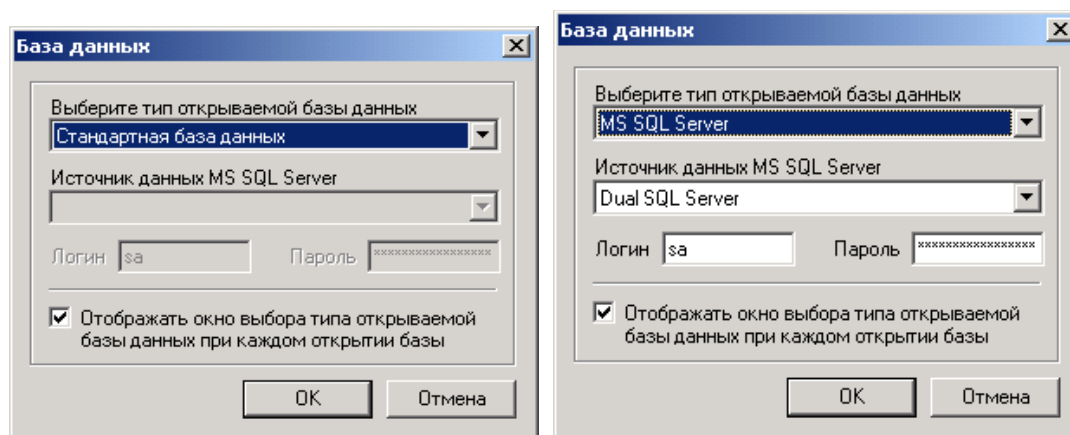 База данных
Выберите тип открываемой базы данных
Стандартная база данных
Источник данных MS SQL Server
Логин sa Пароль *****************
Отображать окно выбора типа открываемой
базы данных при каждом открытии базы
OK Отмена
База данных
Выберите тип открываемой базы данных
MS SQL Server
Источник данных MS SQL Server
Dual SQL Server
Логин sa Пароль *****************
Отображать окно выбора типа открываемой
базы данных при каждом открытии базы
OK Отмена